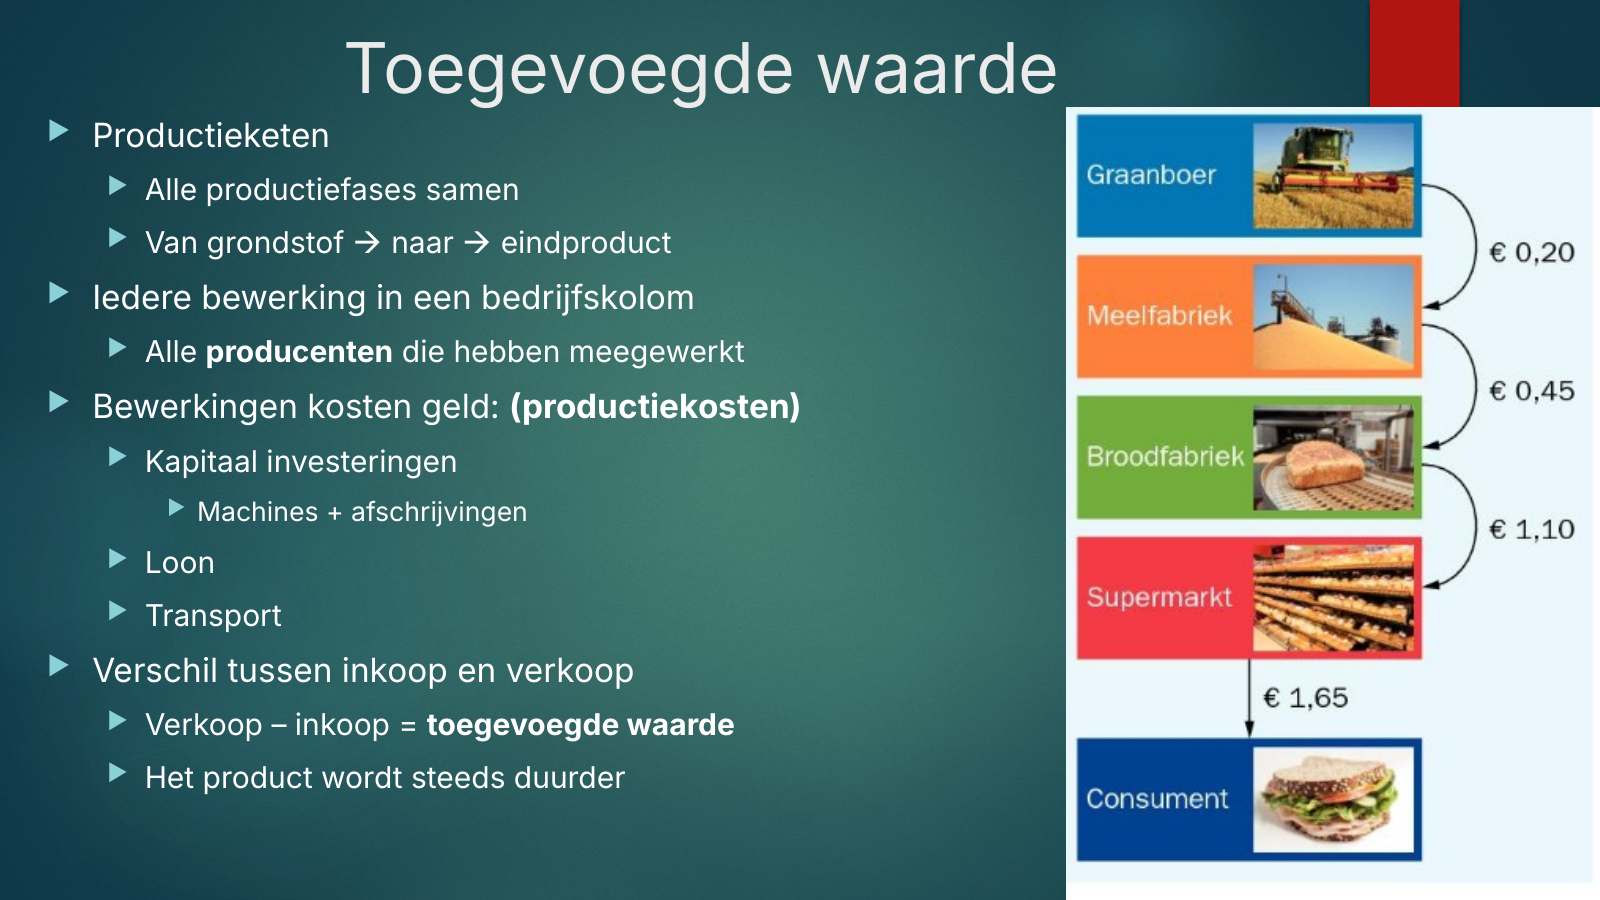 Toegevoegde waarde
Productieketen
Alle productiefases samen
Van grondstof → naar → eindproduct
Iedere bewerking in een bedrijfskolom
Alle producenten die hebben meegewerkt
Bewerkingen kosten geld: (productiekosten)
Kapitaal investeringen
Machines + afschrijvingen
Loon
Transport
Verschil tussen inkoop en verkoop
Verkoop – inkoop = toegevoegde waarde
Het product wordt steeds duurder
Graanboer
€ 0,20
Meelfabriek
€ 0,45
Broodfabriek
€ 1,10
Supermarkt
€ 1,65
Consument